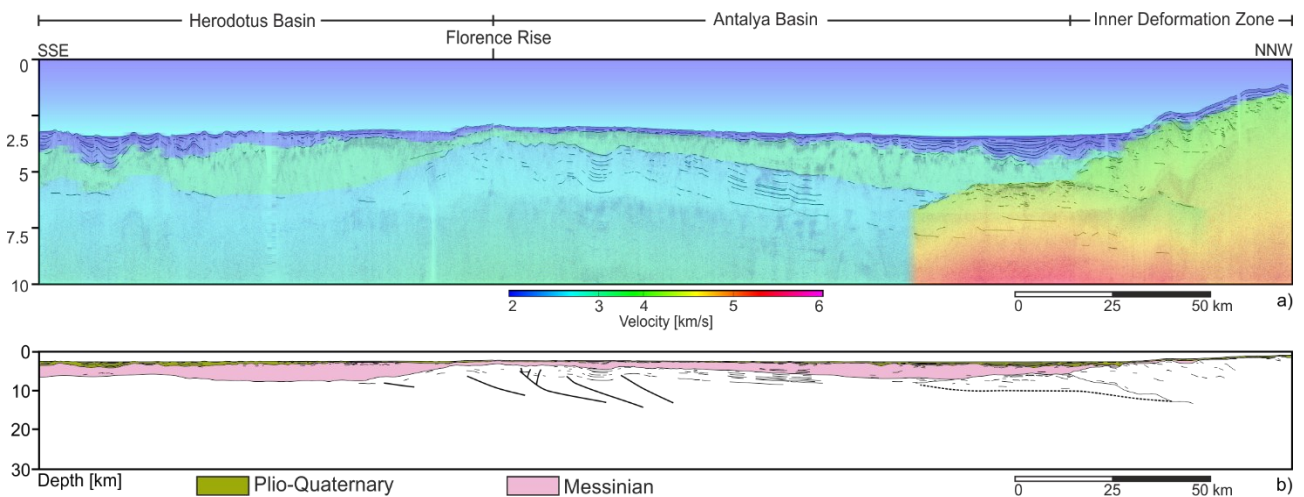 Herodotus Basin Antalya Basin Inner Deformation Zone
Florence Rise
SSE NNW
0
2.5
5
7.5
10
2 3 4 5 6
Velocity [km/s]
0 25 50 km
a)
0
10
20
30
Depth [km]
Plio-Quaternary
Messinian
0 25 50 km
b)